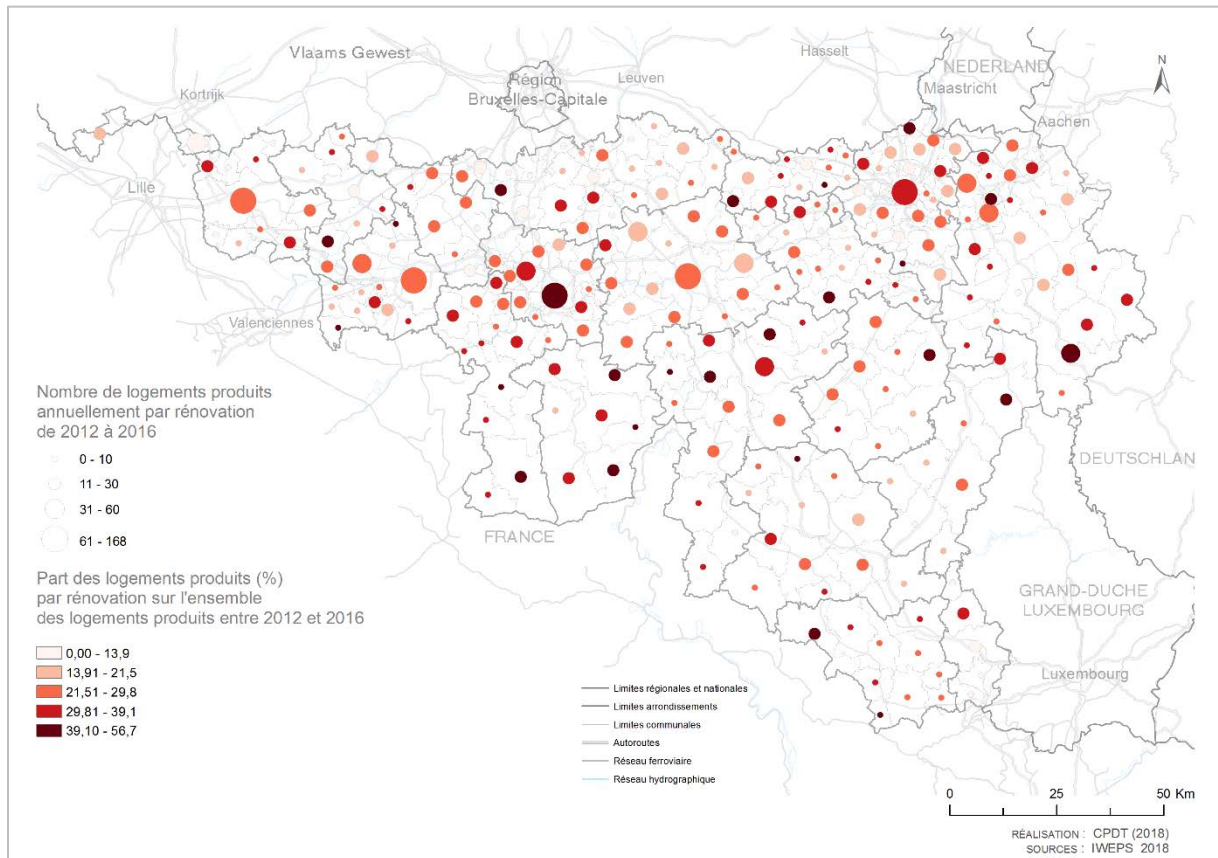 Vlaams Gewest
Hasselt
NEDERLAND
N
Région
Bruxelles-Capitale
Leuven
Maastricht
Kortrijk
Aachen
Lille
Valenciennes
Nombre de logements produits
annuellement par rénovation
de 2012 à 2016
0 - 10
11 - 30
31 - 60
61 - 168
DEUTSCHLAN
FRANCE
Part des logements produits (%)
par rénovation sur l'ensemble
des logements produits entre 2012 et 2016
GRAND-DUCHE
LUXEMBOURG
0,00 - 13,9
13,91 - 21,5
21,51 - 29,8
29,81 - 39,1
39,10 - 56,7
Luxembourg
Limites régionales et nationales
Limites arrondissements
Limites communales
Autoroutes
Réseau ferroviaire
Réseau hydrographique
0 25 50 Km
RÉALISATION : CPDT (2018)
SOURCES : IWEPS 2018